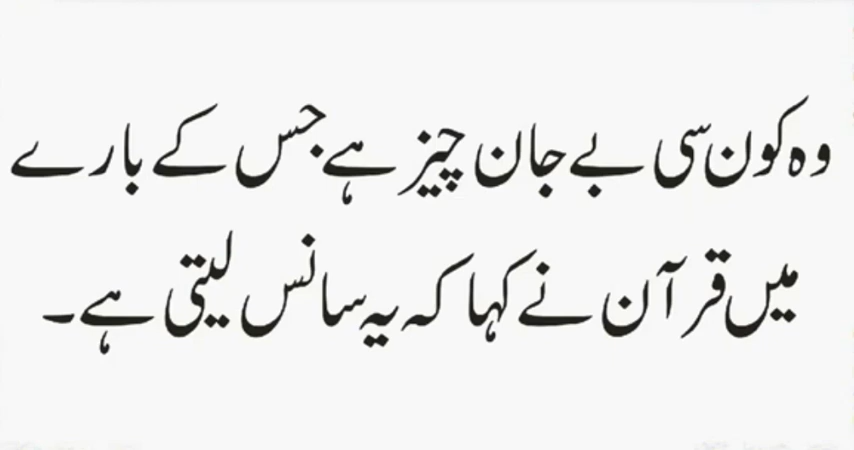 وہ کون سی بے جان چیز ہے جس کے بارے
میں قرآن نے کہا کہ یہ سانس لیتی ہے۔